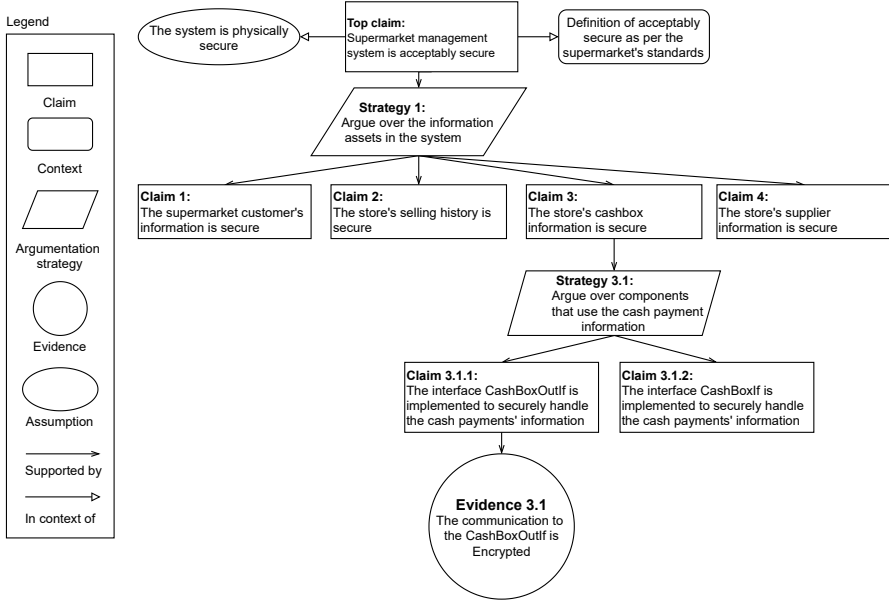 Legend
Claim
Context
Argumentation
strategy
Evidence
Assumption
Supported by
In context of
The system is physically
secure
Top claim:
Supermarket management
system is acceptably secure
Definition of acceptably
secure as per the
supermarket's standards
Strategy 1:
Argue over the information
assets in the system
Claim 1:
The supermarket customer's
information is secure
Claim 2:
The store's selling history is
secure
Claim 3:
The store's cashbox
information is secure
Claim 4:
The store's supplier
information is secure
Strategy 3.1:
Argue over components
that use the cash payment
information
Claim 3.1.1:
The interface CashBoxOutIf is
implemented to securely handle
the cash payments' information
Claim 3.1.2:
The interface CashBoxIf is
implemented to securely handle
the cash payments' information
Evidence 3.1
The communication to
the CashBoxOutIf is
Encrypted